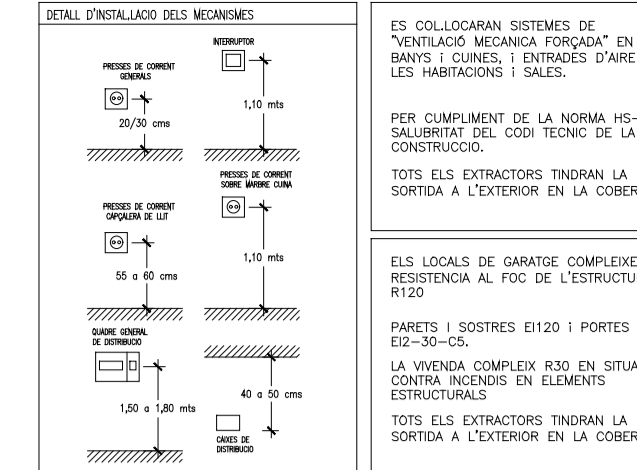 DETALL D'INSTAL,LACIO DELS MECANISMES
INTERRUPTOR
1,10 mts
PRESSES DE CORRENT
GENERALS
20/30 cms
PRESSES DE CORRENT
SOBRE MARBRE CUINA
1,10 mts
PRESSES DE CORRENT
CAPÇALERA DE LLIT
55 a 60 cms
QUADRE GENERAL
DE DISTRIBUCIO
1,50 a 1,80 mts
40 a 50 cms
CAIXES DE
DISTRIBUCIO
ES COL.LOCARAN SISTEMES DE
"VENTILACIÓ MECANICA FORÇADA" EN
BANYS i CUINES, i ENTRADES D'AIRE
LES HABITACIONS i SALES.
PER CUMPLIMENT DE LA NORMA HS-
SALUBRITAT DEL CODI TECNIC DE LA
CONSTRUCCIO.
TOTS ELS EXTRACTORS TINDRAN LA
SORTIDA A L'EXTERIOR EN LA COBER
ELS LOCALS DE GARATGE COMPLEIXE
RESISTENCIA AL FOC DE L'ESTRUCTU
R120
PARETS I SOSTRES EI120 i PORTES
EI2-30-C5.
LA VIVENDA COMPLEIX R30 EN SITUA
CONTRA INCENDIS EN ELEMENTS
ESTRUCTURALS
TOTS ELS EXTRACTORS TINDRAN LA
SORTIDA A L'EXTERIOR EN LA COBER